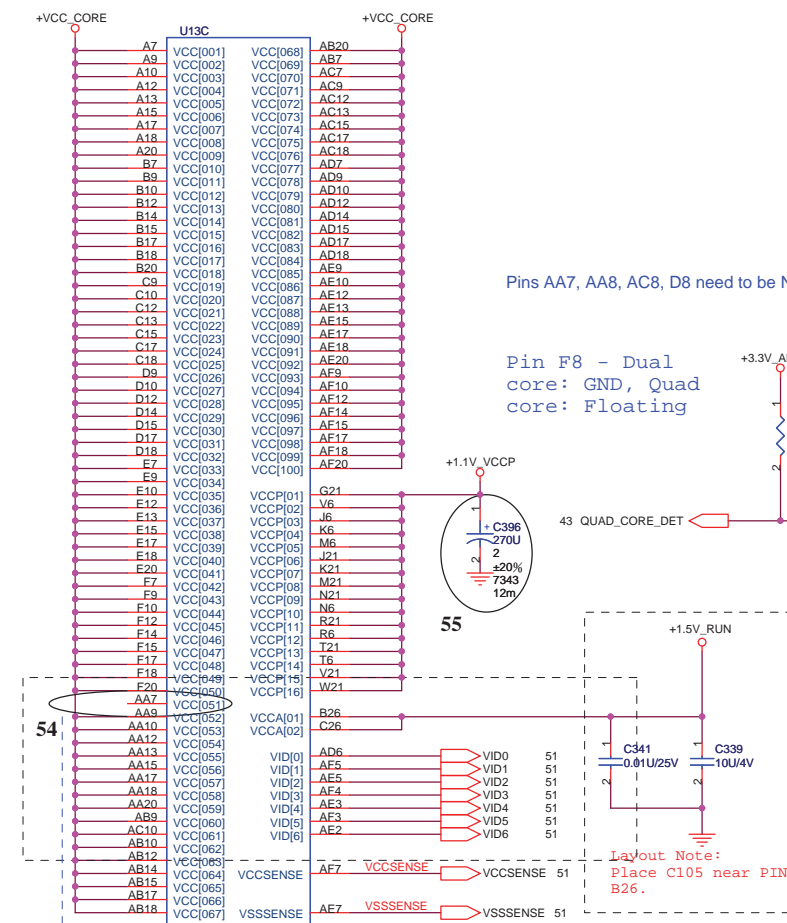 +VCC_CORE +VCC_CORE
U13C
A7 VCC[001] VCC[068] AB20
A9 VCC[002] VCC[069] AB7
A10 VCC[003] VCC[070] AC7
A12 VCC[004] VCC[071] AC9
A13 VCC[005] VCC[072] AC12
A15 VCC[006] VCC[073] AC13
A17 VCC[007] VCC[074] AC15
A18 VCC[008] VCC[075] AC17
A20 VCC[009] VCC[076] AC18
B7 VCC[010] VCC[077] AD7
B9 VCC[011] VCC[078] AD9
B10 VCC[012] VCC[079] AD10
B12 VCC[013] VCC[080] AD12
B14 VCC[014] VCC[081] AD14
B15 VCC[015] VCC[082] AD15
B17 VCC[016] VCC[083] AD17
B18 VCC[017] VCC[084] AD18
B20 VCC[018] VCC[085] AE9
C9 VCC[019] VCC[086] AE10
C10 VCC[020] VCC[087] AE12
C12 VCC[021] VCC[088] AE13
C13 VCC[022] VCC[089] AE15
C15 VCC[023] VCC[090] AE17
C17 VCC[024] VCC[091] AE18
C18 VCC[025] VCC[092] AE20
D9 VCC[026] VCC[093] AF9
D10 VCC[027] VCC[094] AF10
D12 VCC[028] VCC[095] AF12
D14 VCC[029] VCC[096] AF14
D15 VCC[030] VCC[097] AF15
D17 VCC[031] VCC[098] AF17
D18 VCC[032] VCC[099] AF18
E7 VCC[033] VCC[100] AF20
E9 VCC[034]
E10 VCC[035] VCCP[01] G21
E12 VCC[036] VCCP[02] V6
E13 VCC[037] VCCP[03] J6
E15 VCC[038] VCCP[04] K6
E17 VCC[039] VCCP[05] M6
E18 VCC[040] VCCP[06] J21
E20 VCC[041] VCCP[07] K21
F7 VCC[042] VCCP[08] M21
F9 VCC[043] VCCP[09] N21
F10 VCC[044] VCCP[10] N6
F12 VCC[045] VCCP[11] R21
F14 VCC[046] VCCP[12] R6
F15 VCC[047] VCCP[13] T21
F17 VCC[048] VCCP[14] T6
F18 VCC[049] VCCP[15] V21
F20 VCC[050] VCCP[16] W21
AA7 VCC[051]
AA9 VCC[052] VCCA[01] B26
AA10 VCC[053] VCCA[02] C26
AA12 VCC[054]
AA13 VCC[055] VID[0] AD6 VID0 51
AA15 VCC[056] VID[1] AF5 VID1 51
AA17 VCC[057] VID[2] AE5 VID2 51
AA18 VCC[058] VID[3] AF4 VID3 51
AA20 VCC[059] VID[4] AE3 VID4 51
AB9 VCC[060] VID[5] AF3 VID5 51
AC10 VCC[061] VID[6] AE2 VID6 51
AB10 VCC[062]
AB12 VCC[063]
AB14 VCC[064] VCCSENSE AF7 VCCSENSE VCCSENSE 51
AB15 VCC[065]
AB17 VCC[066]
AB18 VCC[067] VSSSENSE AE7 VSSSENSE VSSSENSE 51
54
Pins AA7, AA8, AC8, D8 need to be N
Pin F8 - Dual
core: GND, Quad
core: Floating
+3.3V_A
1
2
43 QUAD_CORE_DET
+1.1V_VCCP
1
+ C396
270U
2
2
±20%
7343
12m
55
+1.5V_RUN
1 C341
0.01U/25V
2
1 C339
10U/4V
2
Layout Note:
Place C105 near PIN
B26.